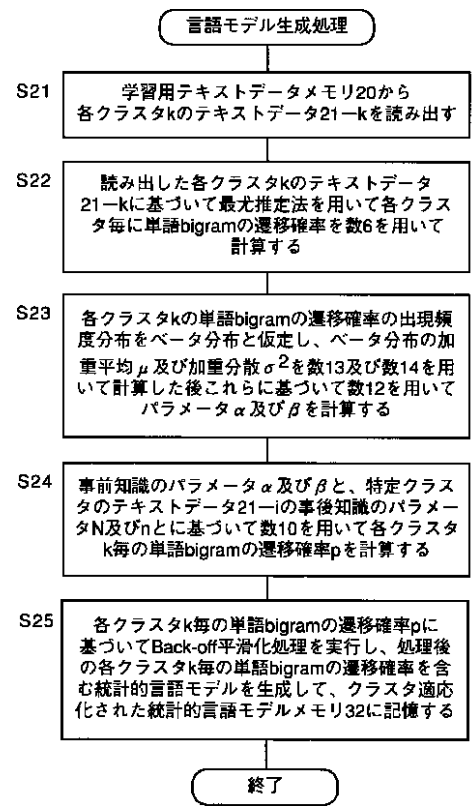 言語モデル生成処理
S21
学習用テキストデータメモリ20から
各クラスタkのテキストデータ21−kを読み出す
S22
読み出した各クラスタkのテキストデータ
21−kに基づいて最尤推定法を用いて各クラス
タ毎に単語bigramの遷移確率を数6を用いて
計算する
S23
各クラスタkの単語bigramの遷移確率の出現頻
度分布をベータ分布と仮定し、ベータ分布の加
重平均μ及び加重分散σ²を数13及び数14を用
いて計算した後これらに基づいて数12を用いて
パラメータα及びβを計算する
S24
事前知識のパラメータα及びβと、特定クラス
タのテキストデータ21−iの事後知識のパラメー
タN及びnとに基づいて数10を用いて各クラスタ
k毎の単語bigramの遷移確率pを計算する
S25
各クラスタk毎の単語bigramの遷移確率pに
基づいてBack-off平滑化処理を実行し、処理後
の各クラスタk毎の単語bigramの遷移確率を含
む統計的言語モデルを生成して、クラスタ適応
化された統計的言語モデルメモリ32に記憶する
終了